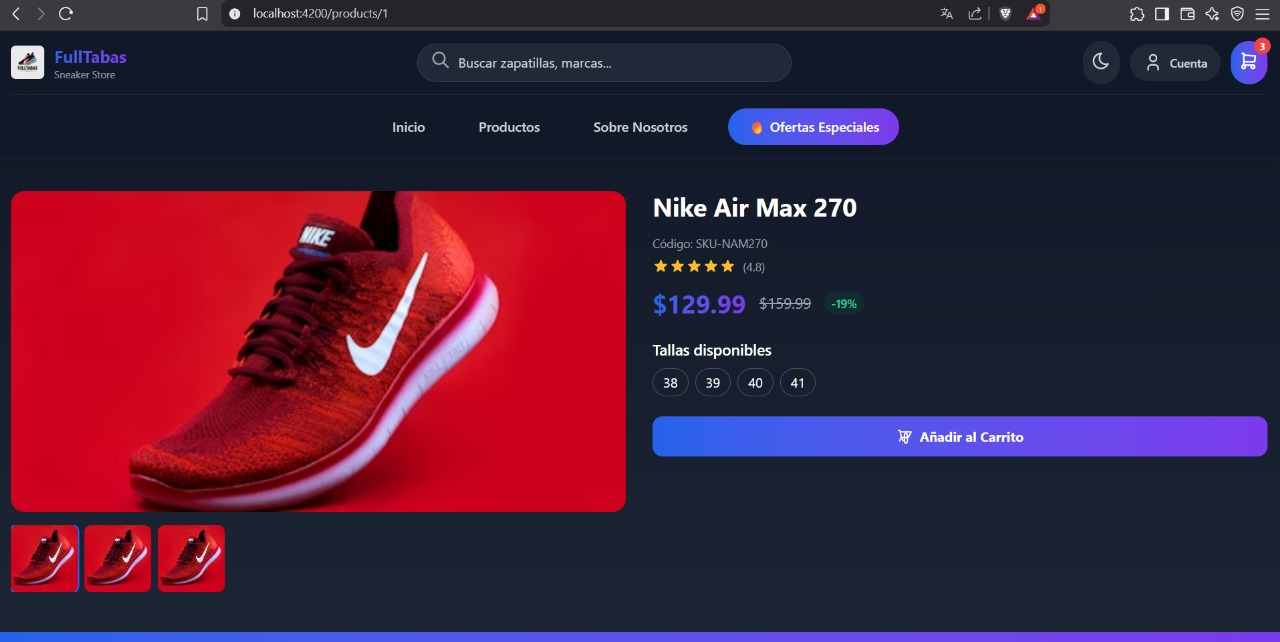 localhost:4200/products/1
1
FULLTABAS
FullTabas
Sneaker Store
Buscar zapatillas, marcas...
Cuenta
3
Inicio
Productos
Sobre Nosotros
🔥 Ofertas Especiales
NIKE
Nike Air Max 270
Código: SKU-NAM270
(4.8)
$129.99 $159.99 -19%
Tallas disponibles
38 39 40 41
Añadir al Carrito